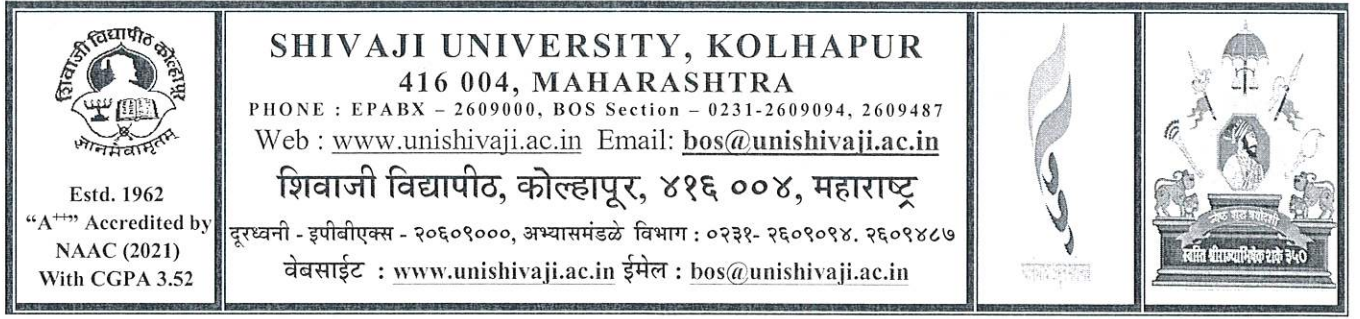 शिवाजी विद्यापीठ कोल्हापूर
ज्ञानमेवामृतम्
Estd. 1962
“A⁺⁺” Accredited by
NAAC (2021)
With CGPA 3.52
SHIVAJI UNIVERSITY, KOLHAPUR
416 004, MAHARASHTRA
PHONE : EPABX – 2609000, BOS Section – 0231-2609094, 2609487
Web : www.unishivaji.ac.in Email: bos@unishivaji.ac.in
शिवाजी विद्यापीठ, कोल्हापूर, ४१६ ००४, महाराष्ट्र
दूरध्वनी - इपीबीएक्स - २०६०९०००, अभ्यासमंडळे विभाग : ०२३१- २६०९०९४. २६०९४८७
वेबसाईट : www.unishivaji.ac.in ईमेल : bos@unishivaji.ac.in
श्रीराज्याभिषेक शके ३५०